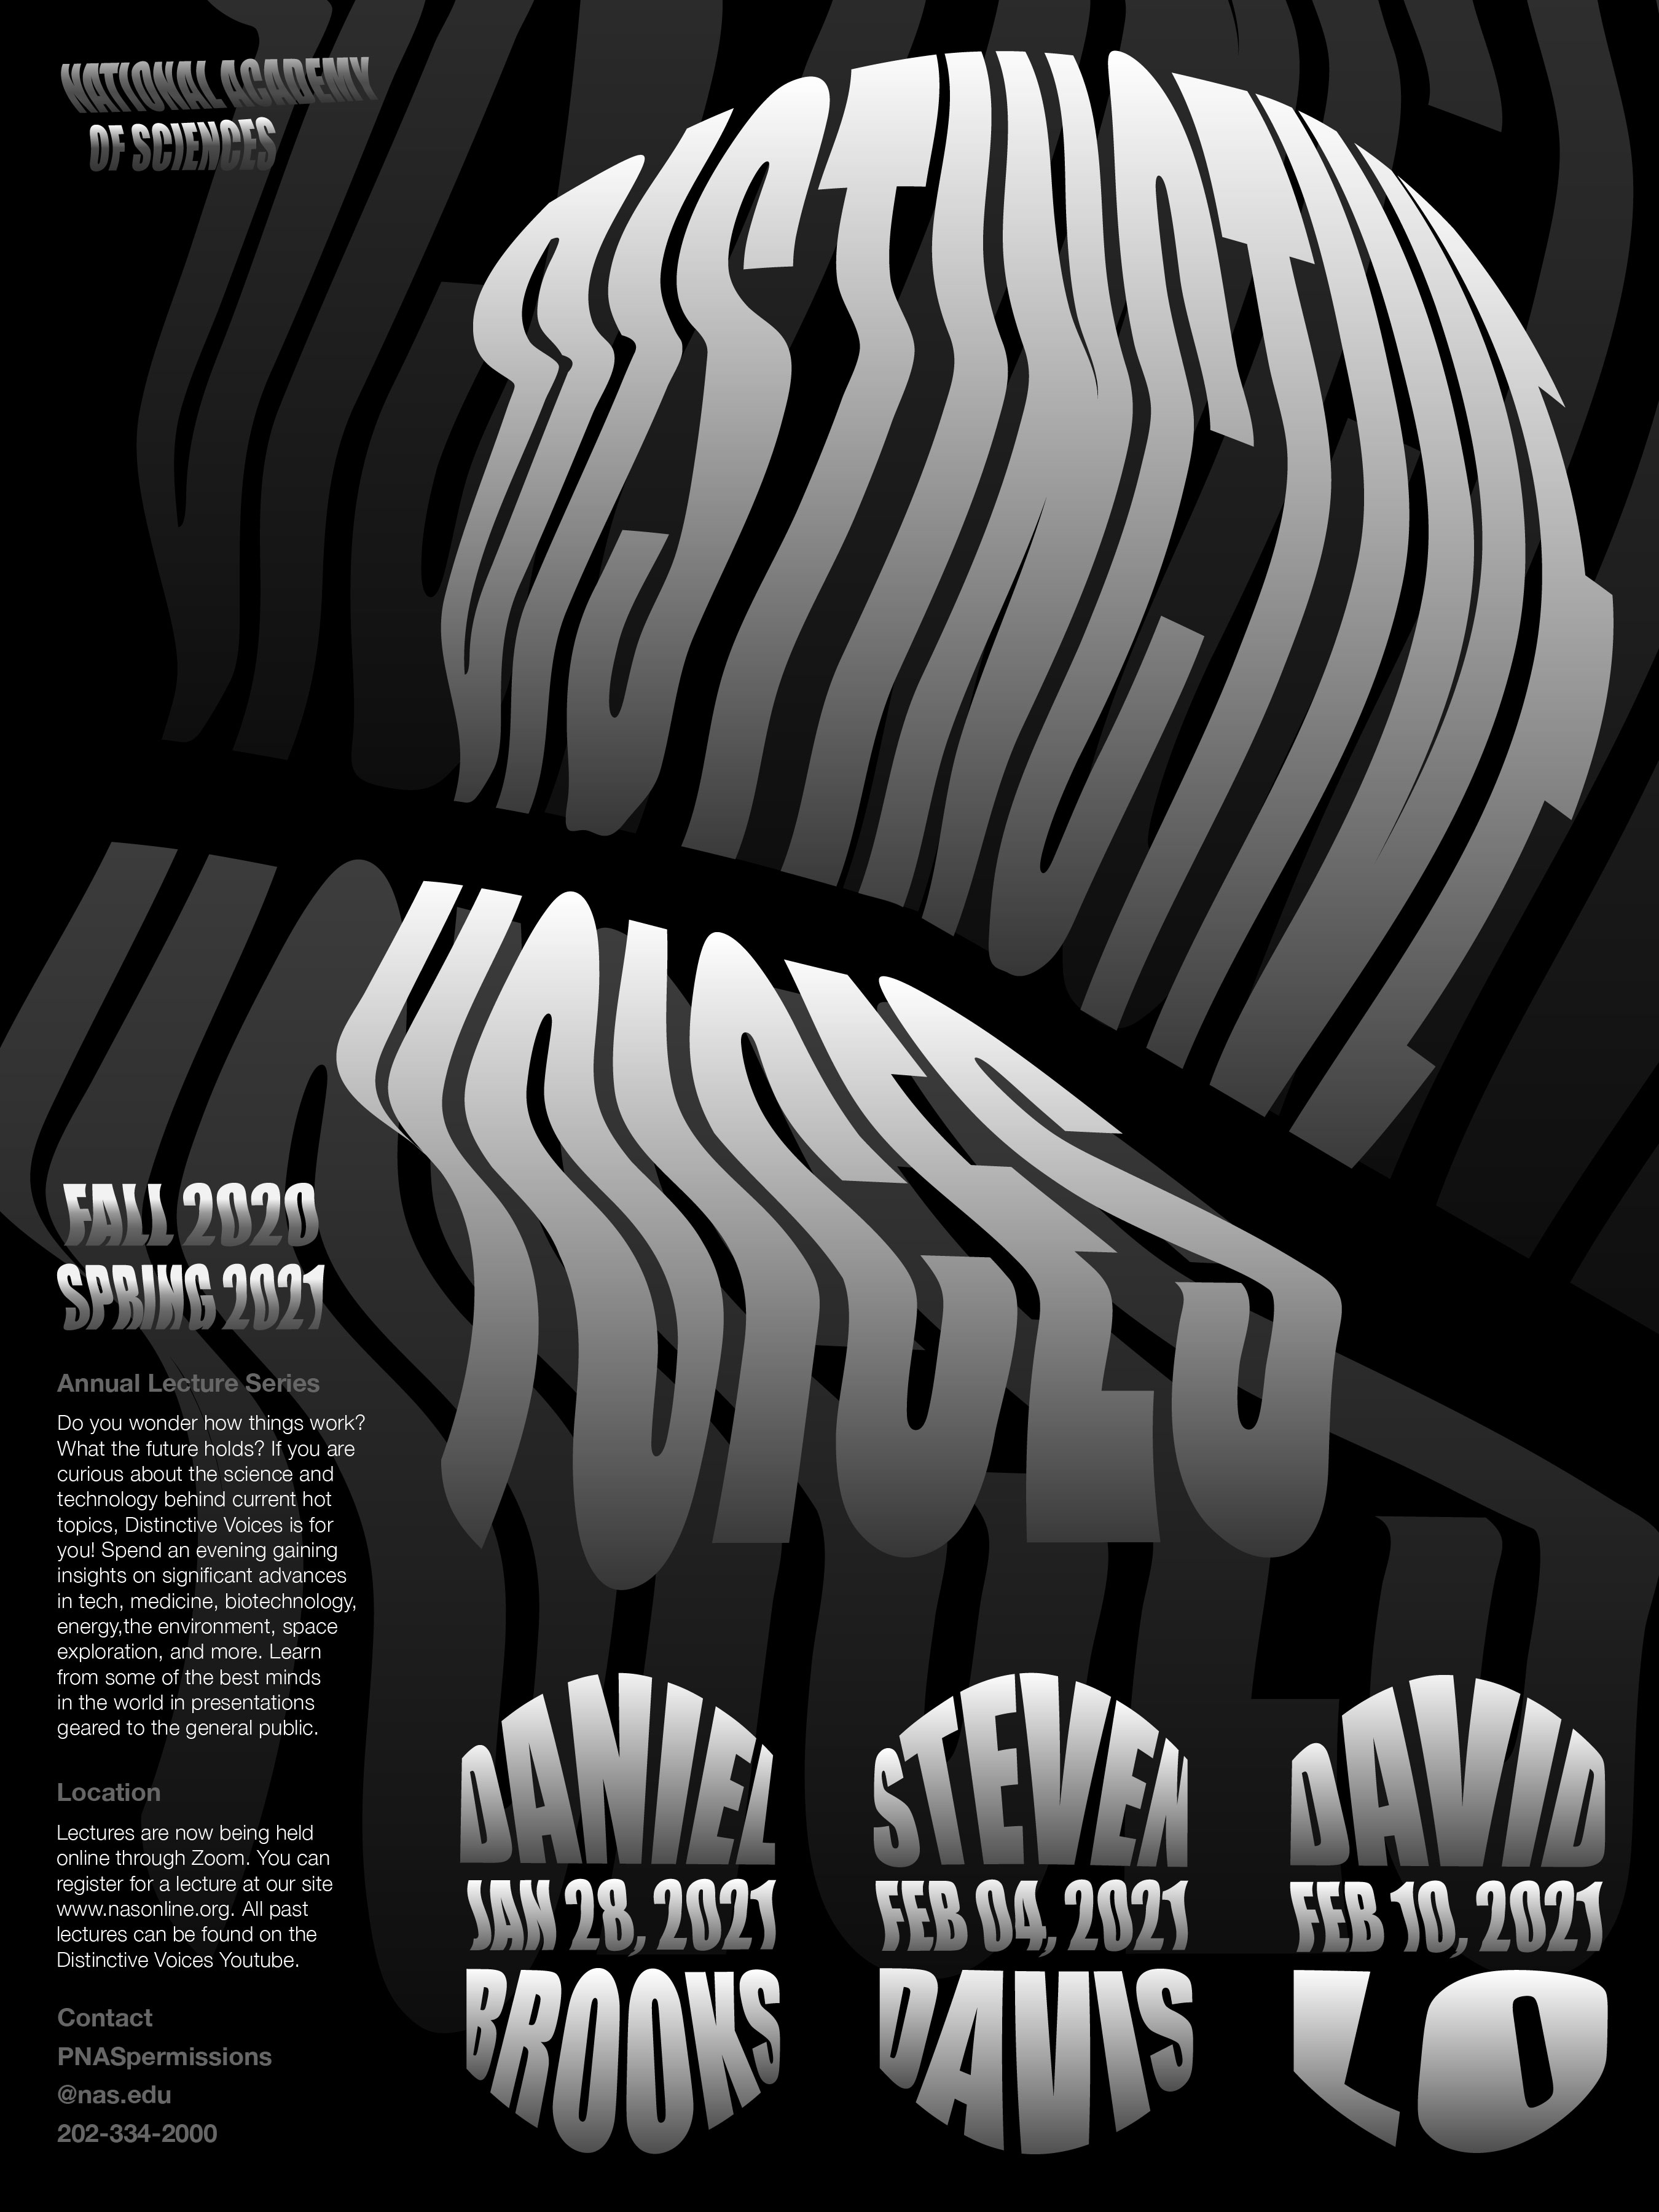 NATIONAL ACADEMY
OF SCIENCES
DISTINCTIVE
VOICES
FALL 2020
SPRING 2021
Annual Lecture Series
Do you wonder how things work?
What the future holds? If you are
curious about the science and
technology behind current hot
topics, Distinctive Voices is for
you! Spend an evening gaining
insights on significant advances
in tech, medicine, biotechnology,
energy,the environment, space
exploration, and more. Learn
from some of the best minds
in the world in presentations
geared to the general public.
Location
Lectures are now being held
online through Zoom. You can
register for a lecture at our site
www.nasonline.org. All past
lectures can be found on the
Distinctive Voices Youtube.
Contact
PNASpermissions
@nas.edu
202-334-2000
DANIEL
JAN 28, 2021
BROOKS
STEVEN
FEB 04, 2021
DAVIS
DAVID
FEB 10, 2021
LO